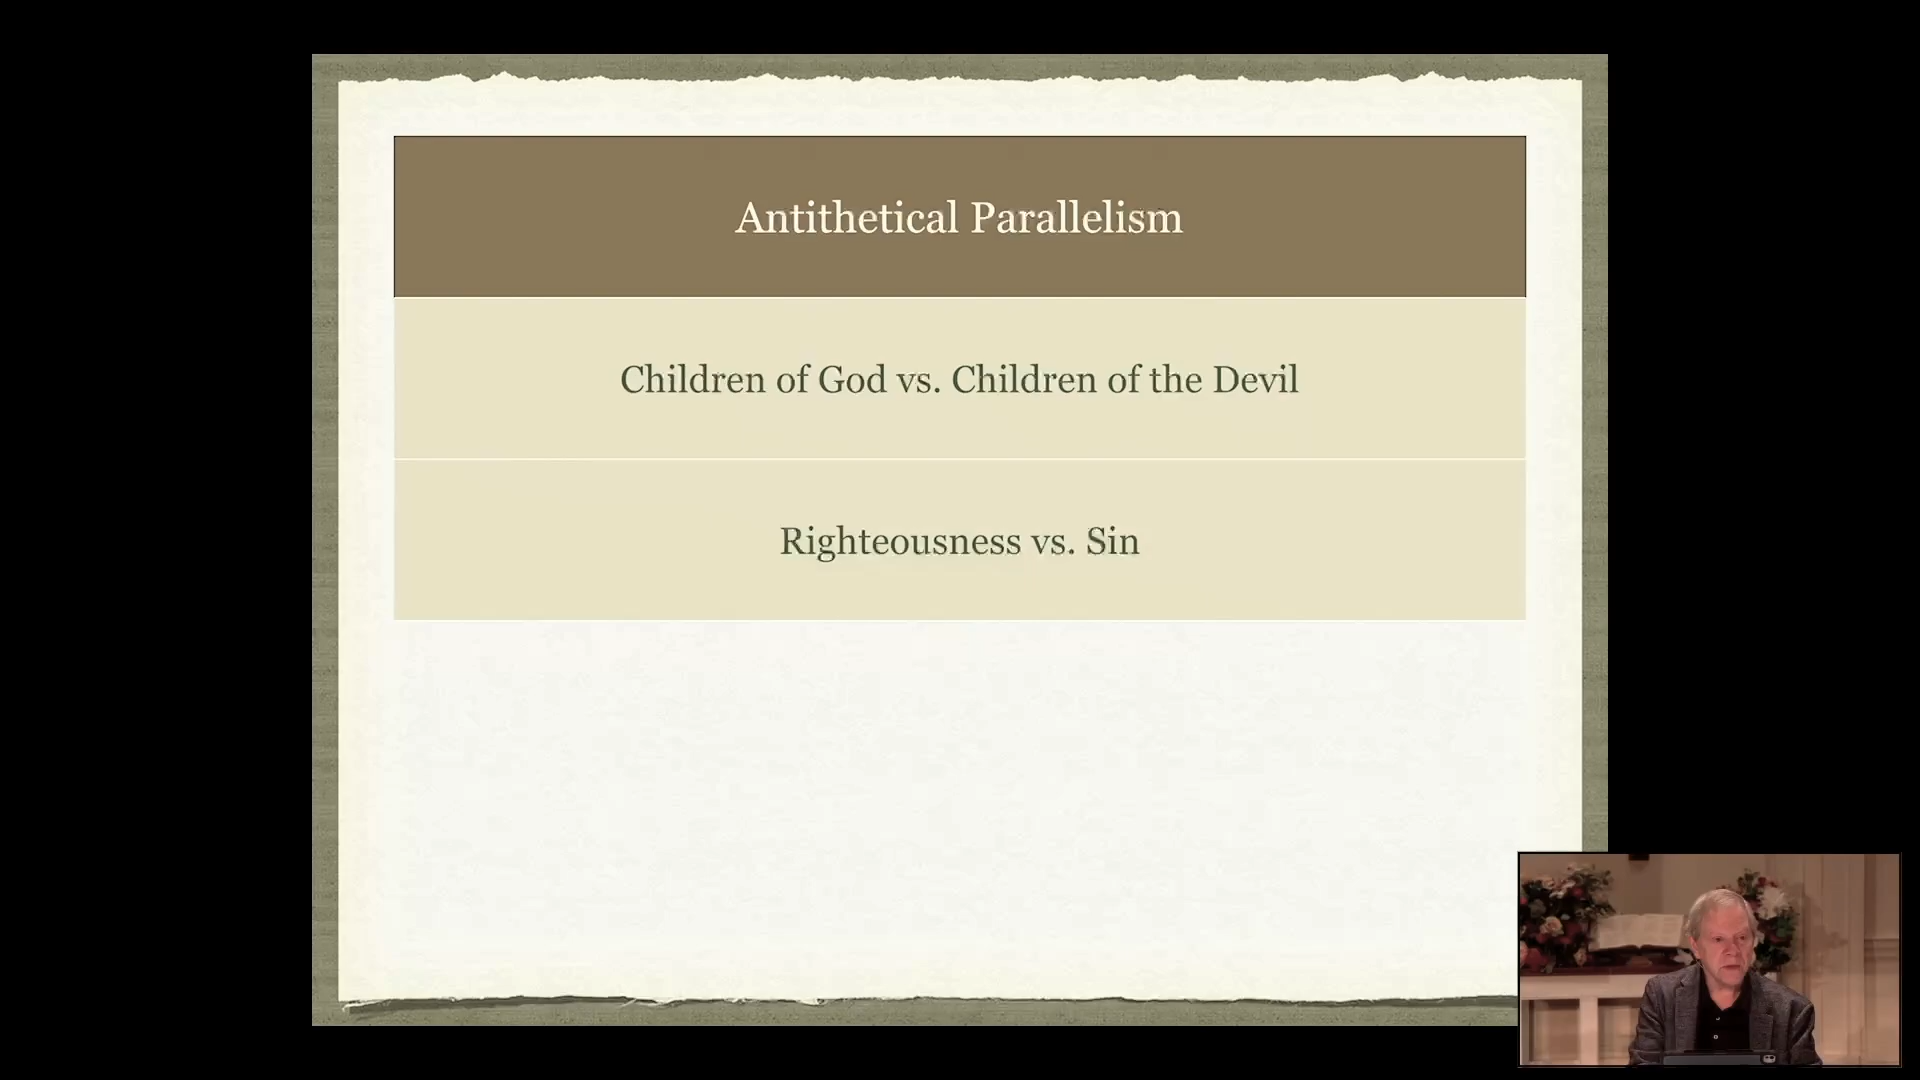 Antithetical Parallelism
Children of God vs. Children of the Devil
Righteousness vs. Sin